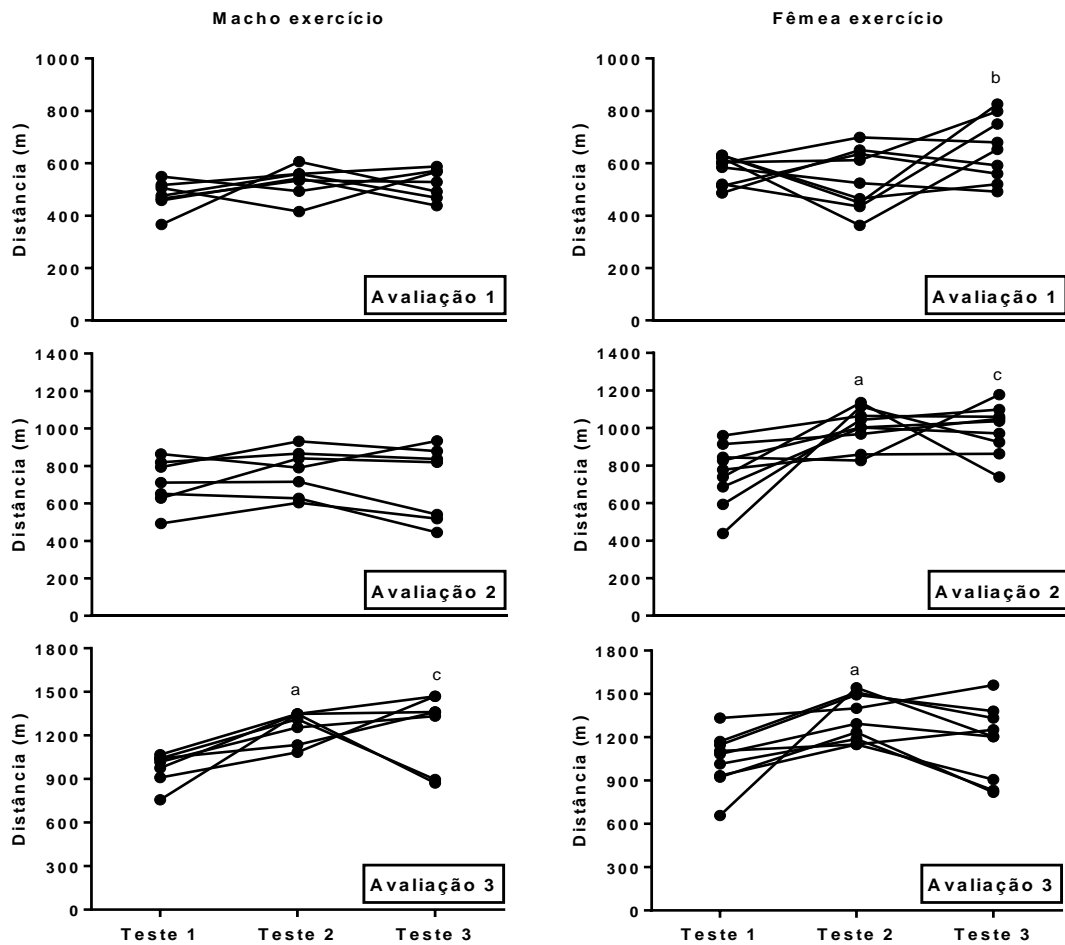 Macho exercício
Fêmea exercício
Distância (m)
1000
800
600
400
200
0
Avaliação 1
Distância (m)
1000
800
600
400
200
0
b
Avaliação 1
Distância (m)
1400
1200
1000
800
600
400
200
0
Avaliação 2
Distância (m)
1400
1200
1000
800
600
400
200
0
a
c
Avaliação 2
Distância (m)
1800
1500
1200
900
600
300
0
a
c
Avaliação 3
Teste 1 Teste 2 Teste 3
Distância (m)
1800
1500
1200
900
600
300
0
a
Avaliação 3
Teste 1 Teste 2 Teste 3